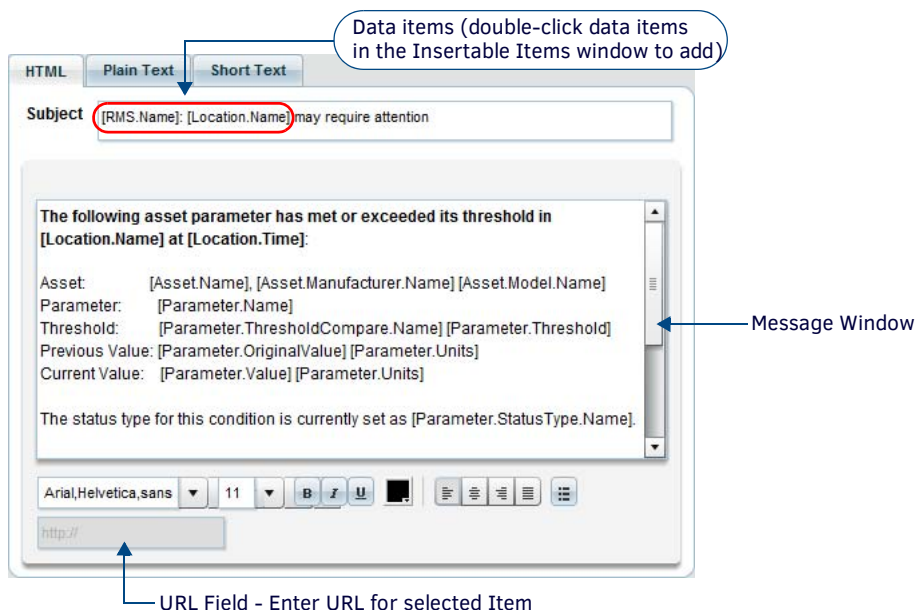 Data items (double-click data items
in the Insertable Items window to add)
HTML Plain Text Short Text
Subject [RMS.Name]: [Location.Name] may require attention
The following asset parameter has met or exceeded its threshold in
[Location.Name] at [Location.Time]:
Asset: [Asset.Name], [Asset.Manufacturer.Name] [Asset.Model.Name]
Parameter: [Parameter.Name]
Threshold: [Parameter.ThresholdCompare.Name] [Parameter.Threshold]
Message Window
Previous Value: [Parameter.OriginalValue] [Parameter.Units]
Current Value: [Parameter.Value] [Parameter.Units]
The status type for this condition is currently set as [Parameter.StatusType.Name].
Arial,Helvetica,sans 11 B I U
http://
URL Field - Enter URL for selected Item